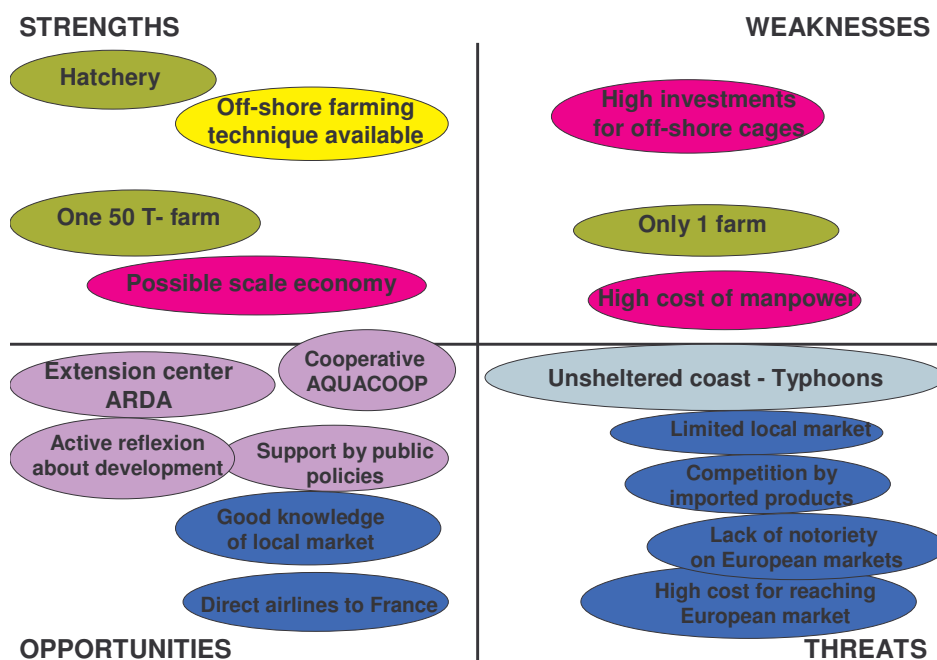 STRENGTHS
WEAKNESSES
Hatchery
Off-shore farming
technique available
One 50 T- farm
Possible scale economy
High investments
for off-shore cages
Only 1 farm
High cost of manpower
Cooperative
AQUACOOP
Extension center
ARDA
Active reflexion
about development
Support by public
policies
Good knowledge
of local market
Direct airlines to France
Unsheltered coast - Typhoons
Limited local market
Competition by
imported products
Lack of notoriety
on European markets
High cost for reaching
European market
OPPORTUNITIES
THREATS